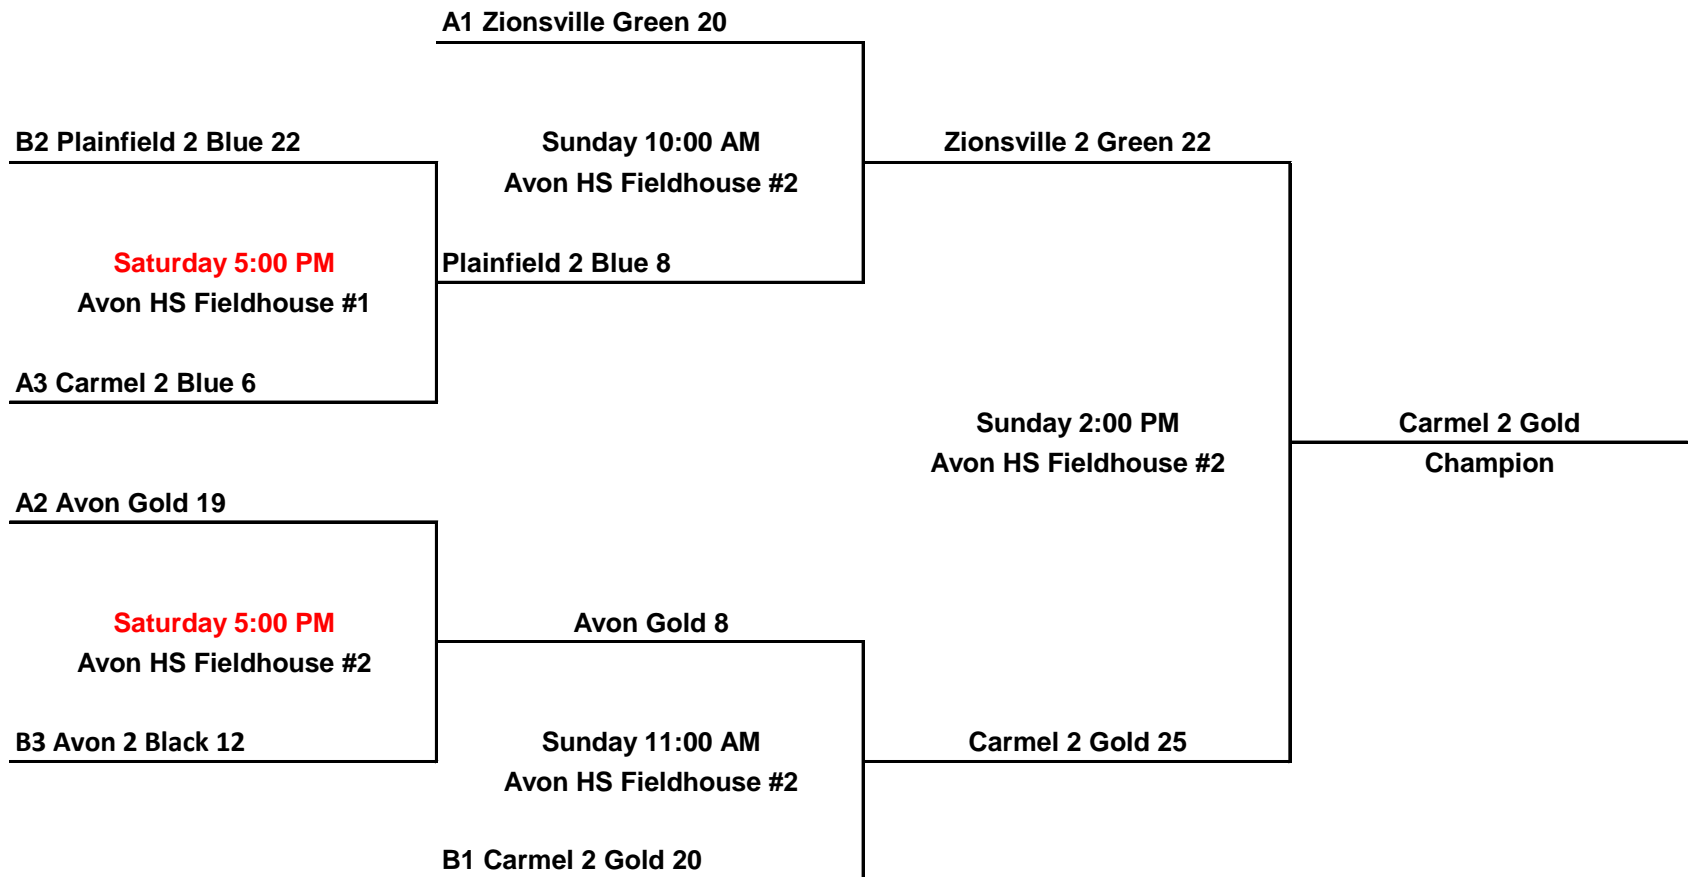 A1 Zionsville Green 20
B2 Plainfield 2 Blue 22
Sunday 10:00 AM
Zionsville 2 Green 22
Avon HS Fieldhouse #2
Saturday 5:00 PM
Plainfield 2 Blue 8
Avon HS Fieldhouse #1
A3 Carmel 2 Blue 6
Sunday 2:00 PM
Carmel 2 Gold
Avon HS Fieldhouse #2
Champion
A2 Avon Gold 19
Saturday 5:00 PM
Avon Gold 8
Avon HS Fieldhouse #2
B3 Avon 2 Black 12
Sunday 11:00 AM
Carmel 2 Gold 25
Avon HS Fieldhouse #2
B1 Carmel 2 Gold 20